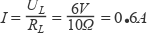 I = U_L / R_L = 6V / 10Ω = 0.6A